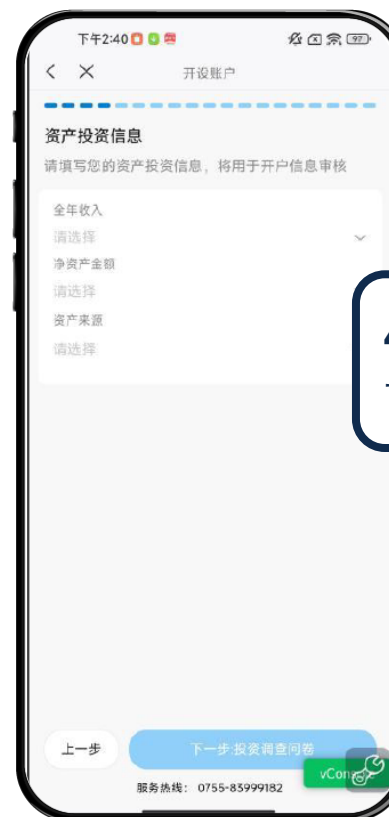 下午2:40
97
开设账户
资产投资信息
请填写您的资产投资信息，将用于开户信息审核
全年收入
请选择
净资产金额
请选择
资产来源
请选择
上一步
下一步:投资调查问卷
服务热线： 0755-83999182